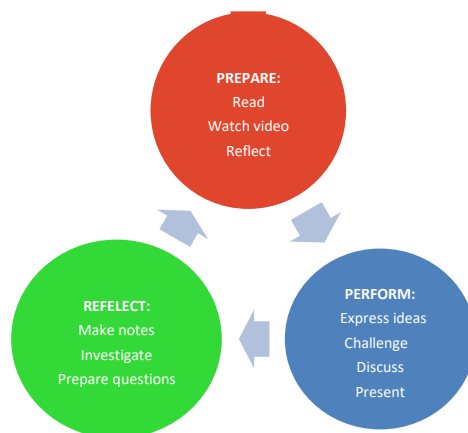 PREPARE:
Read
Watch video
Reflect
PERFORM:
Express ideas
Challenge
Discuss
Present
REFELECT:
Make notes
Investigate
Prepare questions